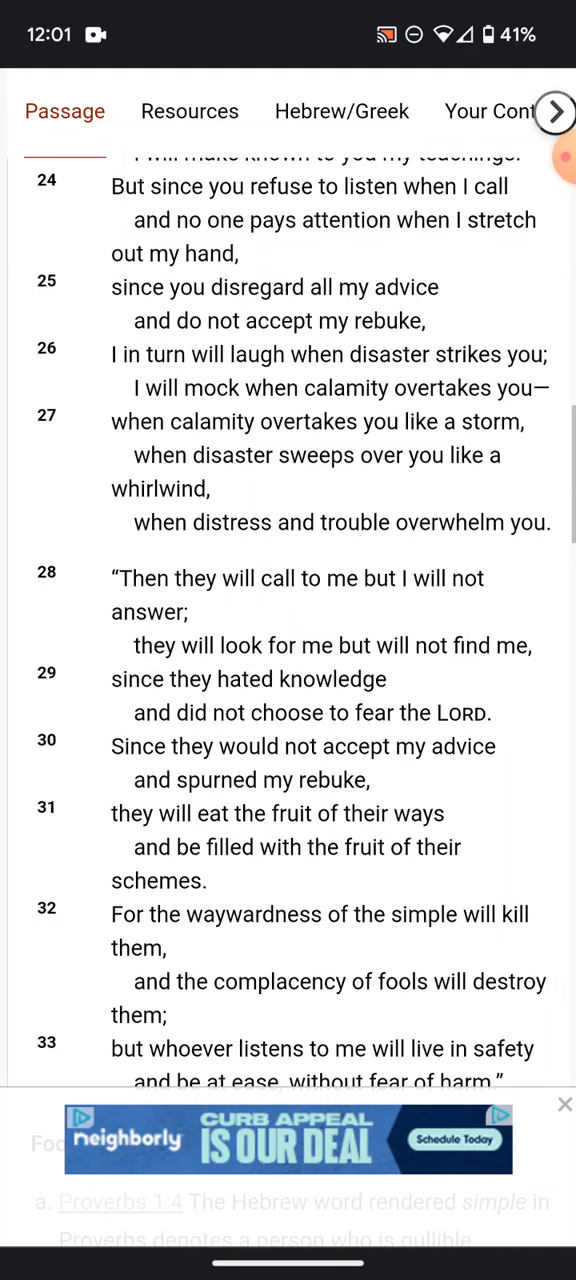 12:01
41%
Passage Resources Hebrew/Greek Your Con
I will make known to you my teachings.
24 But since you refuse to listen when I call
and no one pays attention when I stretch
out my hand,
25 since you disregard all my advice
and do not accept my rebuke,
26 I in turn will laugh when disaster strikes you;
I will mock when calamity overtakes you—
27 when calamity overtakes you like a storm,
when disaster sweeps over you like a
whirlwind,
when distress and trouble overwhelm you.
28 “Then they will call to me but I will not
answer;
they will look for me but will not find me,
29 since they hated knowledge
and did not choose to fear the LORD.
30 Since they would not accept my advice
and spurned my rebuke,
31 they will eat the fruit of their ways
and be filled with the fruit of their
schemes.
32 For the waywardness of the simple will kill
them,
and the complacency of fools will destroy
them;
33 but whoever listens to me will live in safety
and be at ease, without fear of harm.”
neighborly
CURB APPEAL
IS OUR DEAL
Schedule Today
Foo
a. Proverbs 1:4 The Hebrew word rendered simple in
Proverbs denotes a person who is gullible